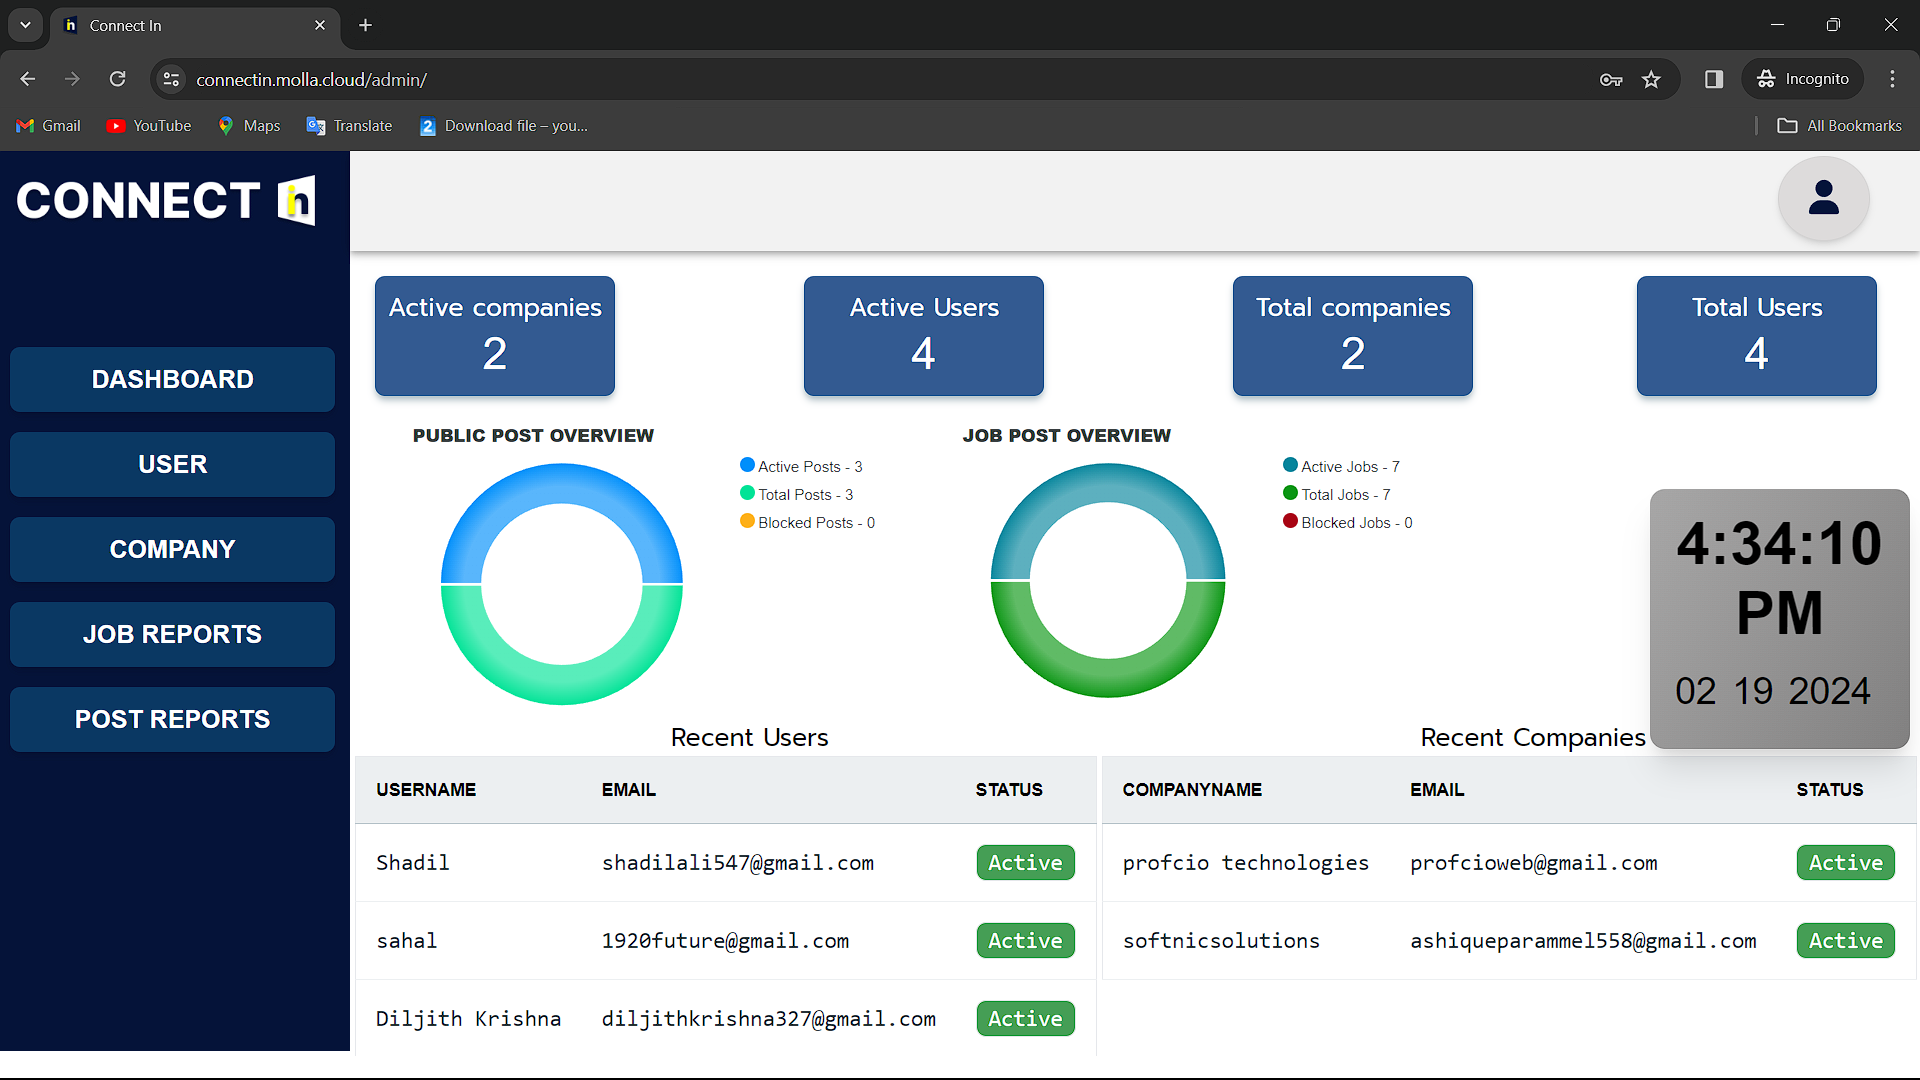 Connect In
connectin.molla.cloud/admin/
Incognito
Gmail
YouTube
Maps
Translate
2
Download file – you...
All Bookmarks
CONNECT in
DASHBOARD
USER
COMPANY
JOB REPORTS
POST REPORTS
Active companies
2
Active Users
4
Total companies
2
Total Users
4
PUBLIC POST OVERVIEW
Active Posts - 3
Total Posts - 3
Blocked Posts - 0
JOB POST OVERVIEW
Active Jobs - 7
Total Jobs - 7
Blocked Jobs - 0
4:34:10
PM
02 19 2024
Recent Users
USERNAME EMAIL STATUS
Shadil shadilali547@gmail.com Active
sahal 1920future@gmail.com Active
Diljith Krishna diljithkrishna327@gmail.com Active
Recent Companies
COMPANYNAME EMAIL STATUS
profcio technologies profcioweb@gmail.com Active
softnicsolutions ashiqueparammel558@gmail.com Active